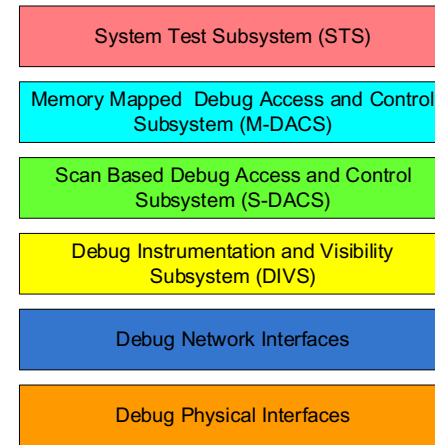 System Test Subsystem (STS)
Memory Mapped  Debug Access and Control
Subsystem (M-DACS)
Scan Based Debug Access and Control
Subsystem (S-DACS)
Debug Instrumentation and Visibility
Subsystem (DIVS)
Debug Network Interfaces
Debug Physical Interfaces